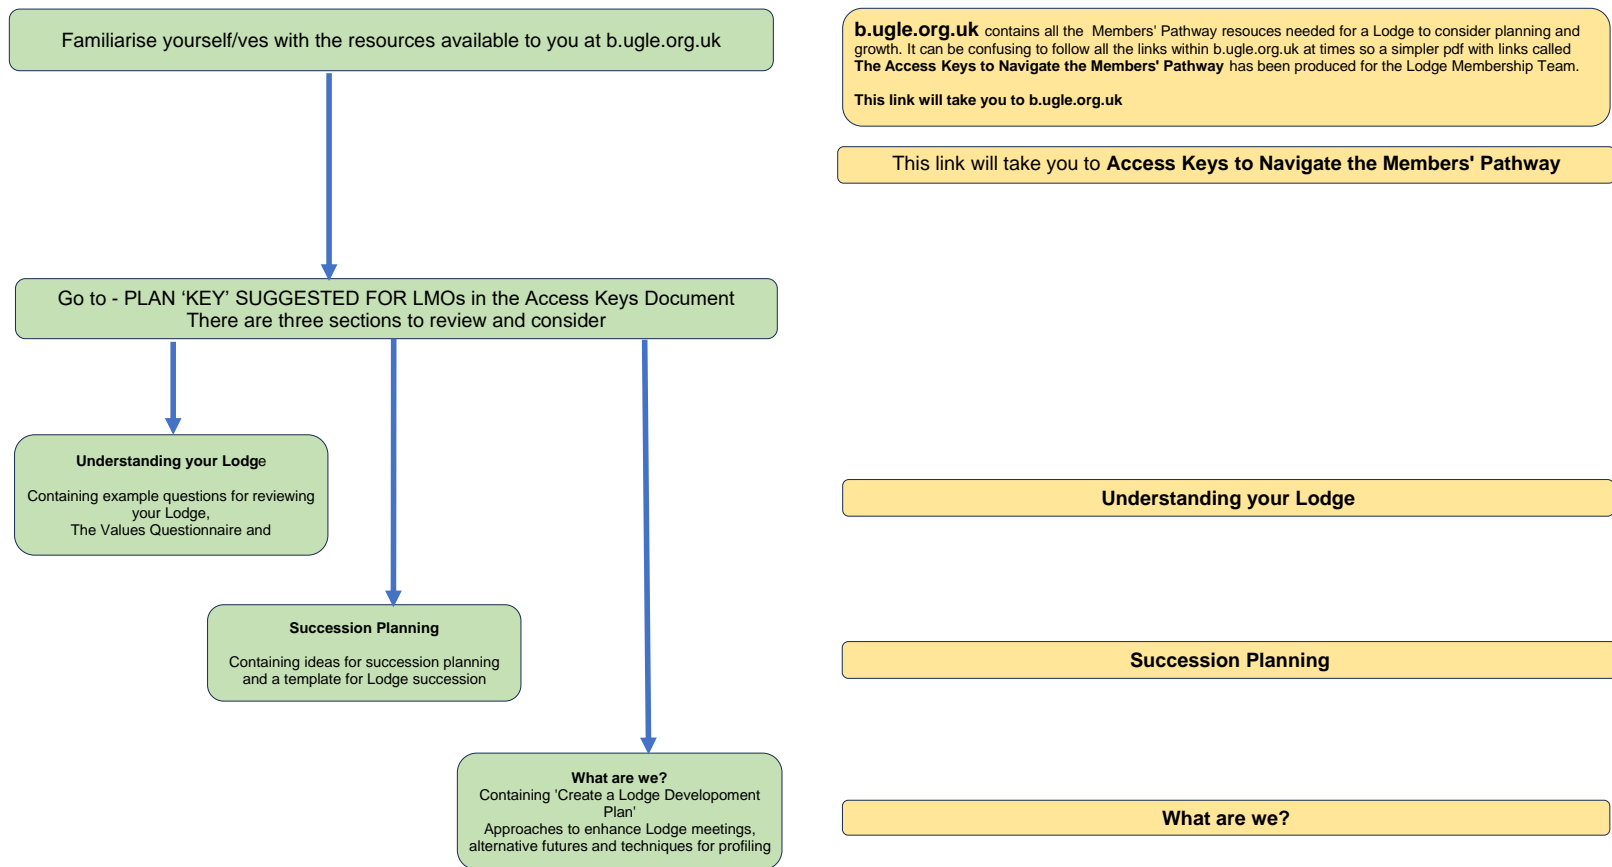 Familiarise yourself/ves with the resources available to you at b.ugle.org.uk
b.ugle.org.uk contains all the Members' Pathway resouces needed for a Lodge to consider planning and
growth. It can be confusing to follow all the links within b.ugle.org.uk at times so a simpler pdf with links called
The Access Keys to Navigate the Members' Pathway has been produced for the Lodge Membership Team.
This link will take you to b.ugle.org.uk
This link will take you to Access Keys to Navigate the Members' Pathway
Go to - PLAN ‘KEY’ SUGGESTED FOR LMOs in the Access Keys Document
There are three sections to review and consider
Understanding your Lodge
Containing example questions for reviewing
your Lodge,
The Values Questionnaire and
Understanding your Lodge
Succession Planning
Containing ideas for succession planning
and a template for Lodge succession
Succession Planning
What are we?
Containing 'Create a Lodge Developoment
Plan'
Approaches to enhance Lodge meetings,
alternative futures and techniques for profiling
What are we?